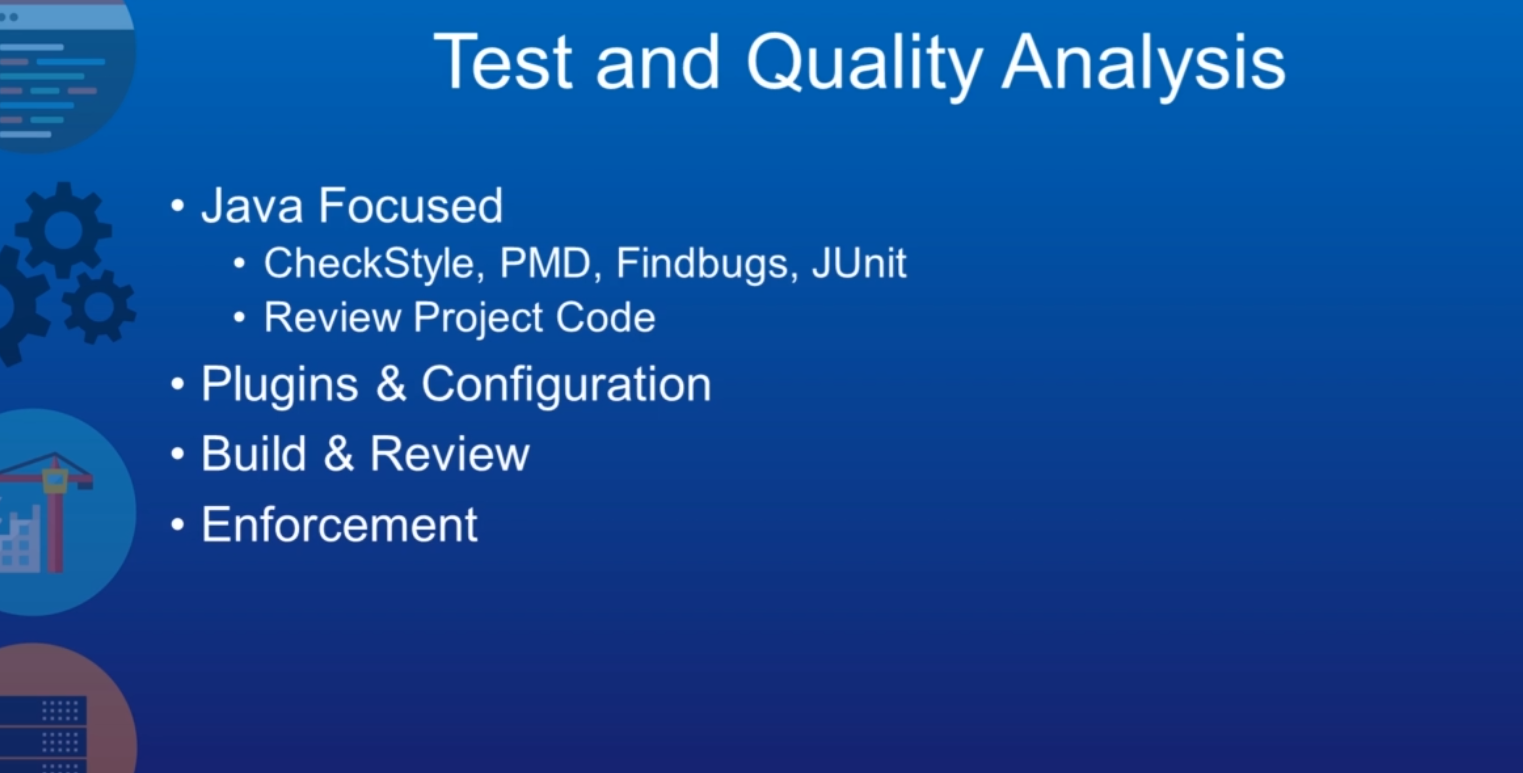 Test and Quality Analysis
• Java Focused
• CheckStyle, PMD, Findbugs, JUnit
• Review Project Code
• Plugins & Configuration
• Build & Review
• Enforcement